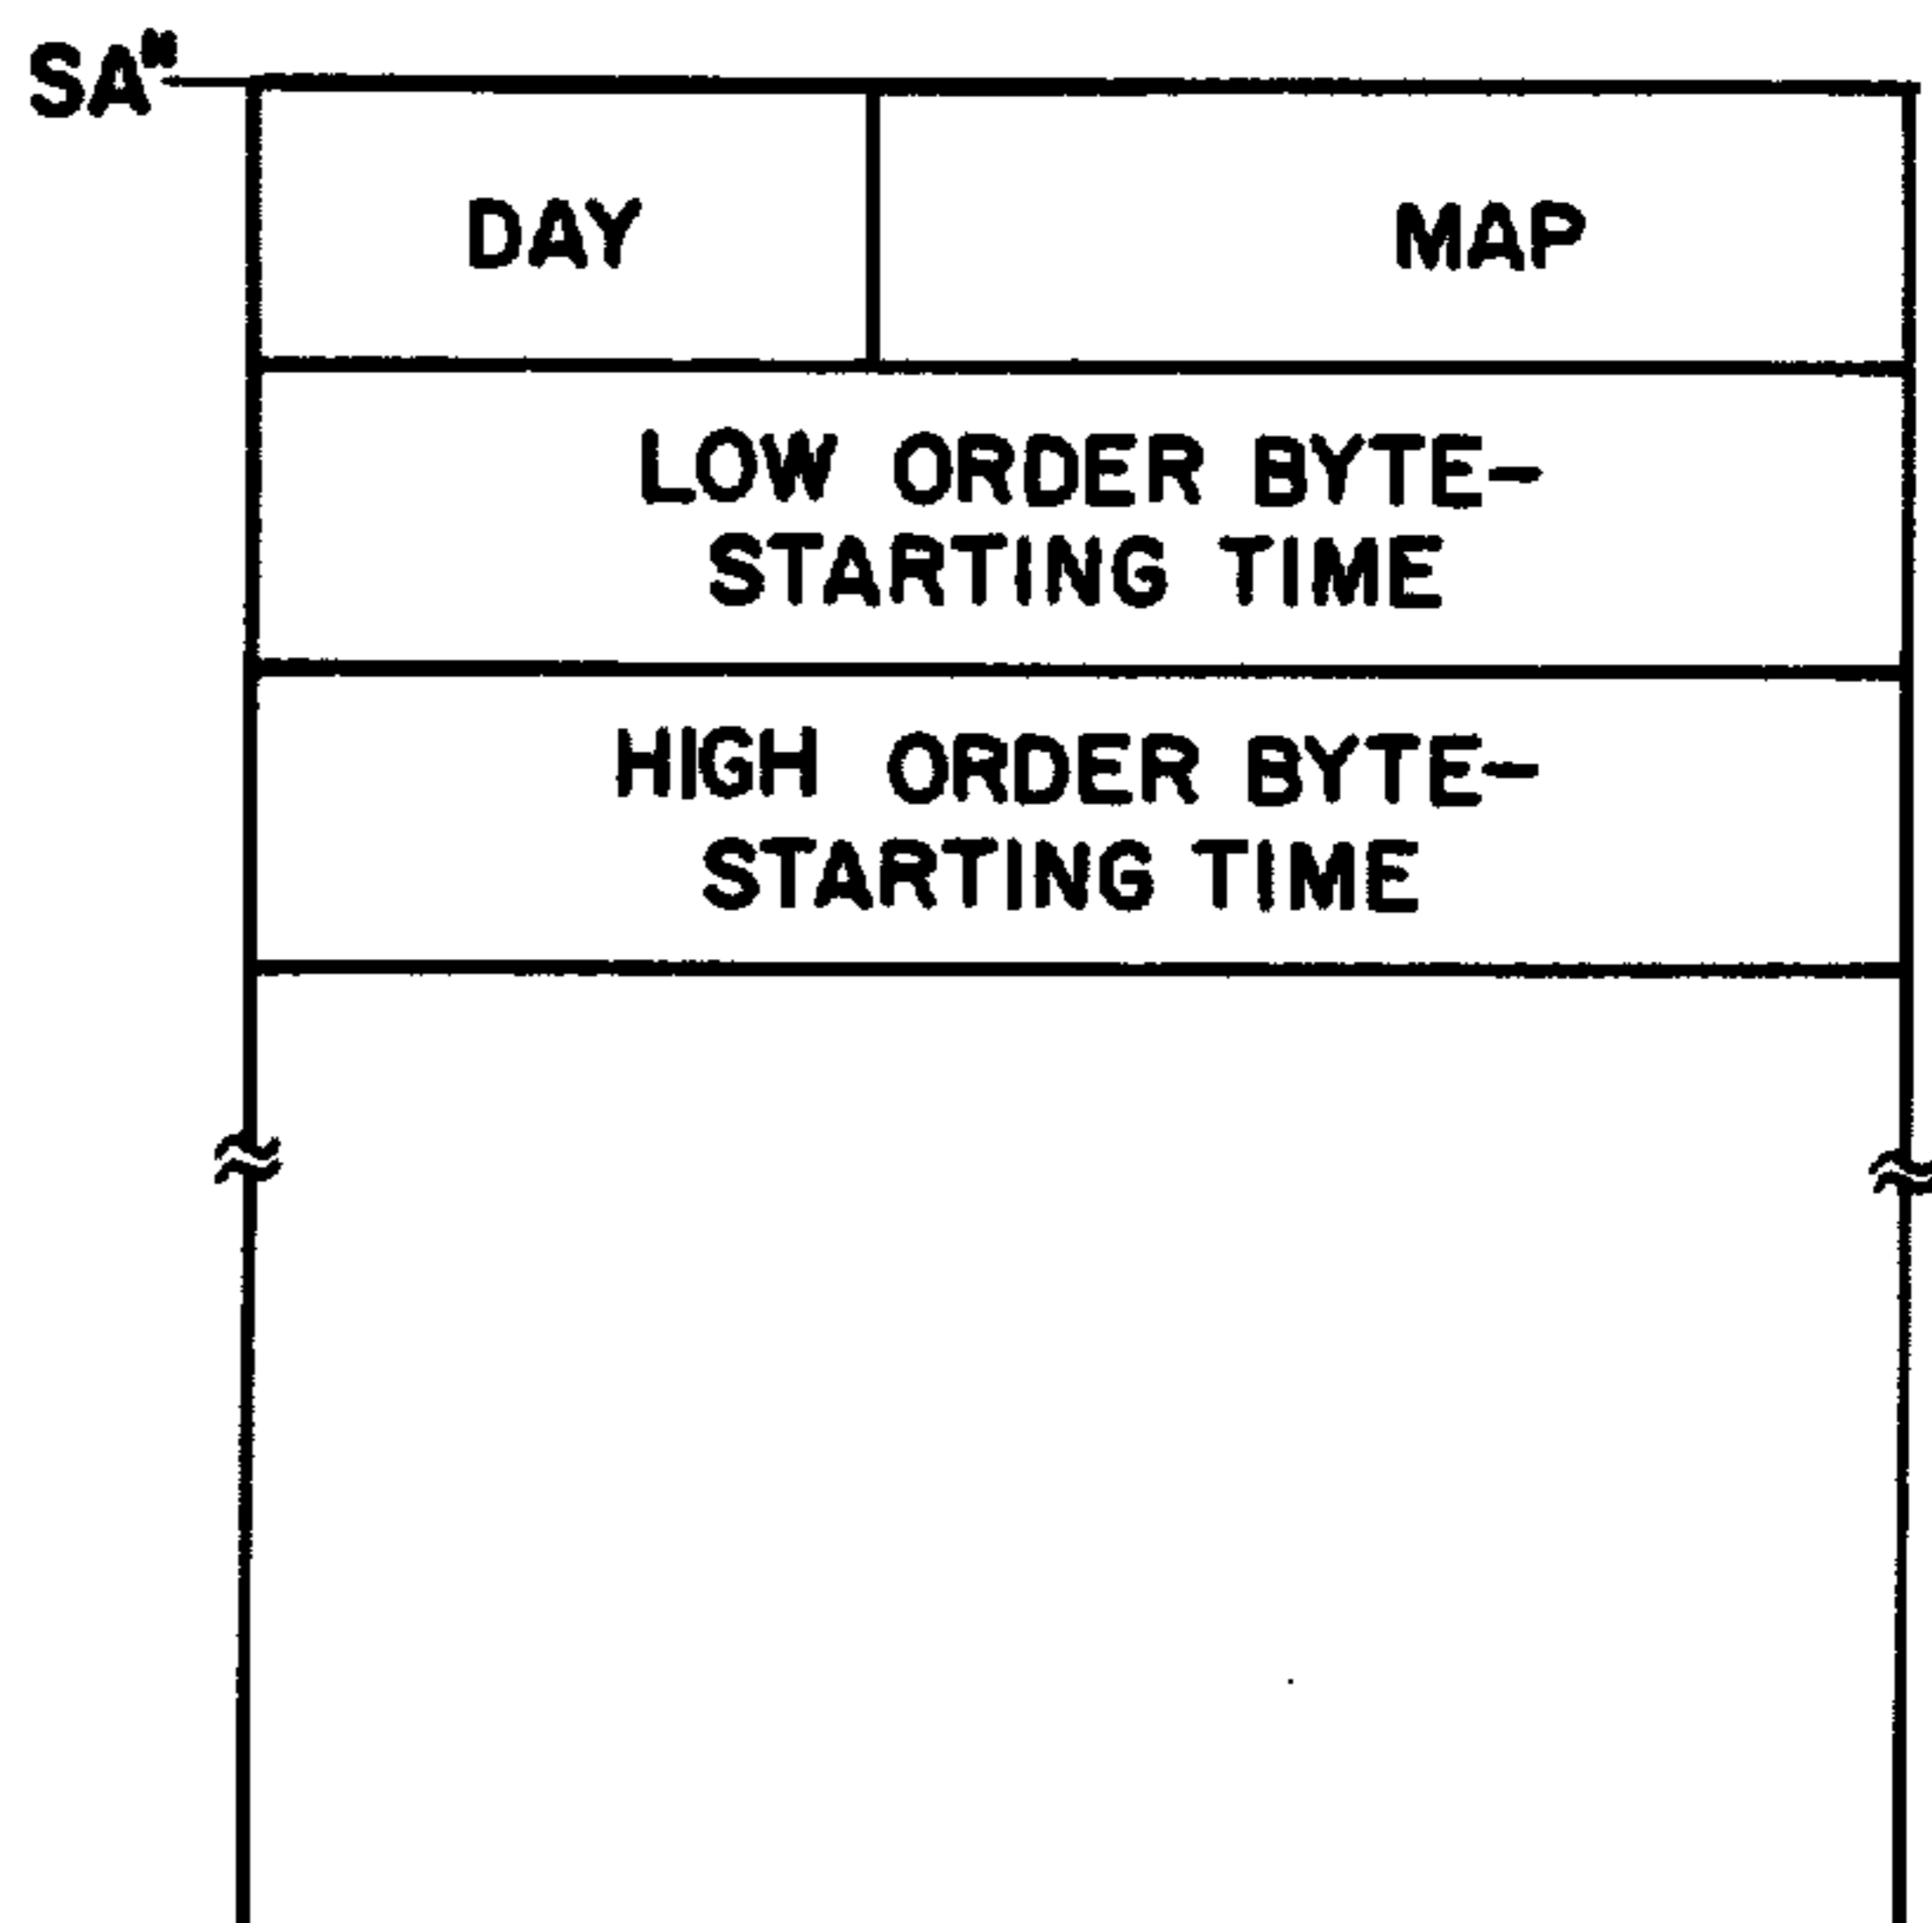 SA*
DAY MAP
LOW ORDER BYTE-
STARTING TIME
HIGH ORDER BYTE-
STARTING TIME